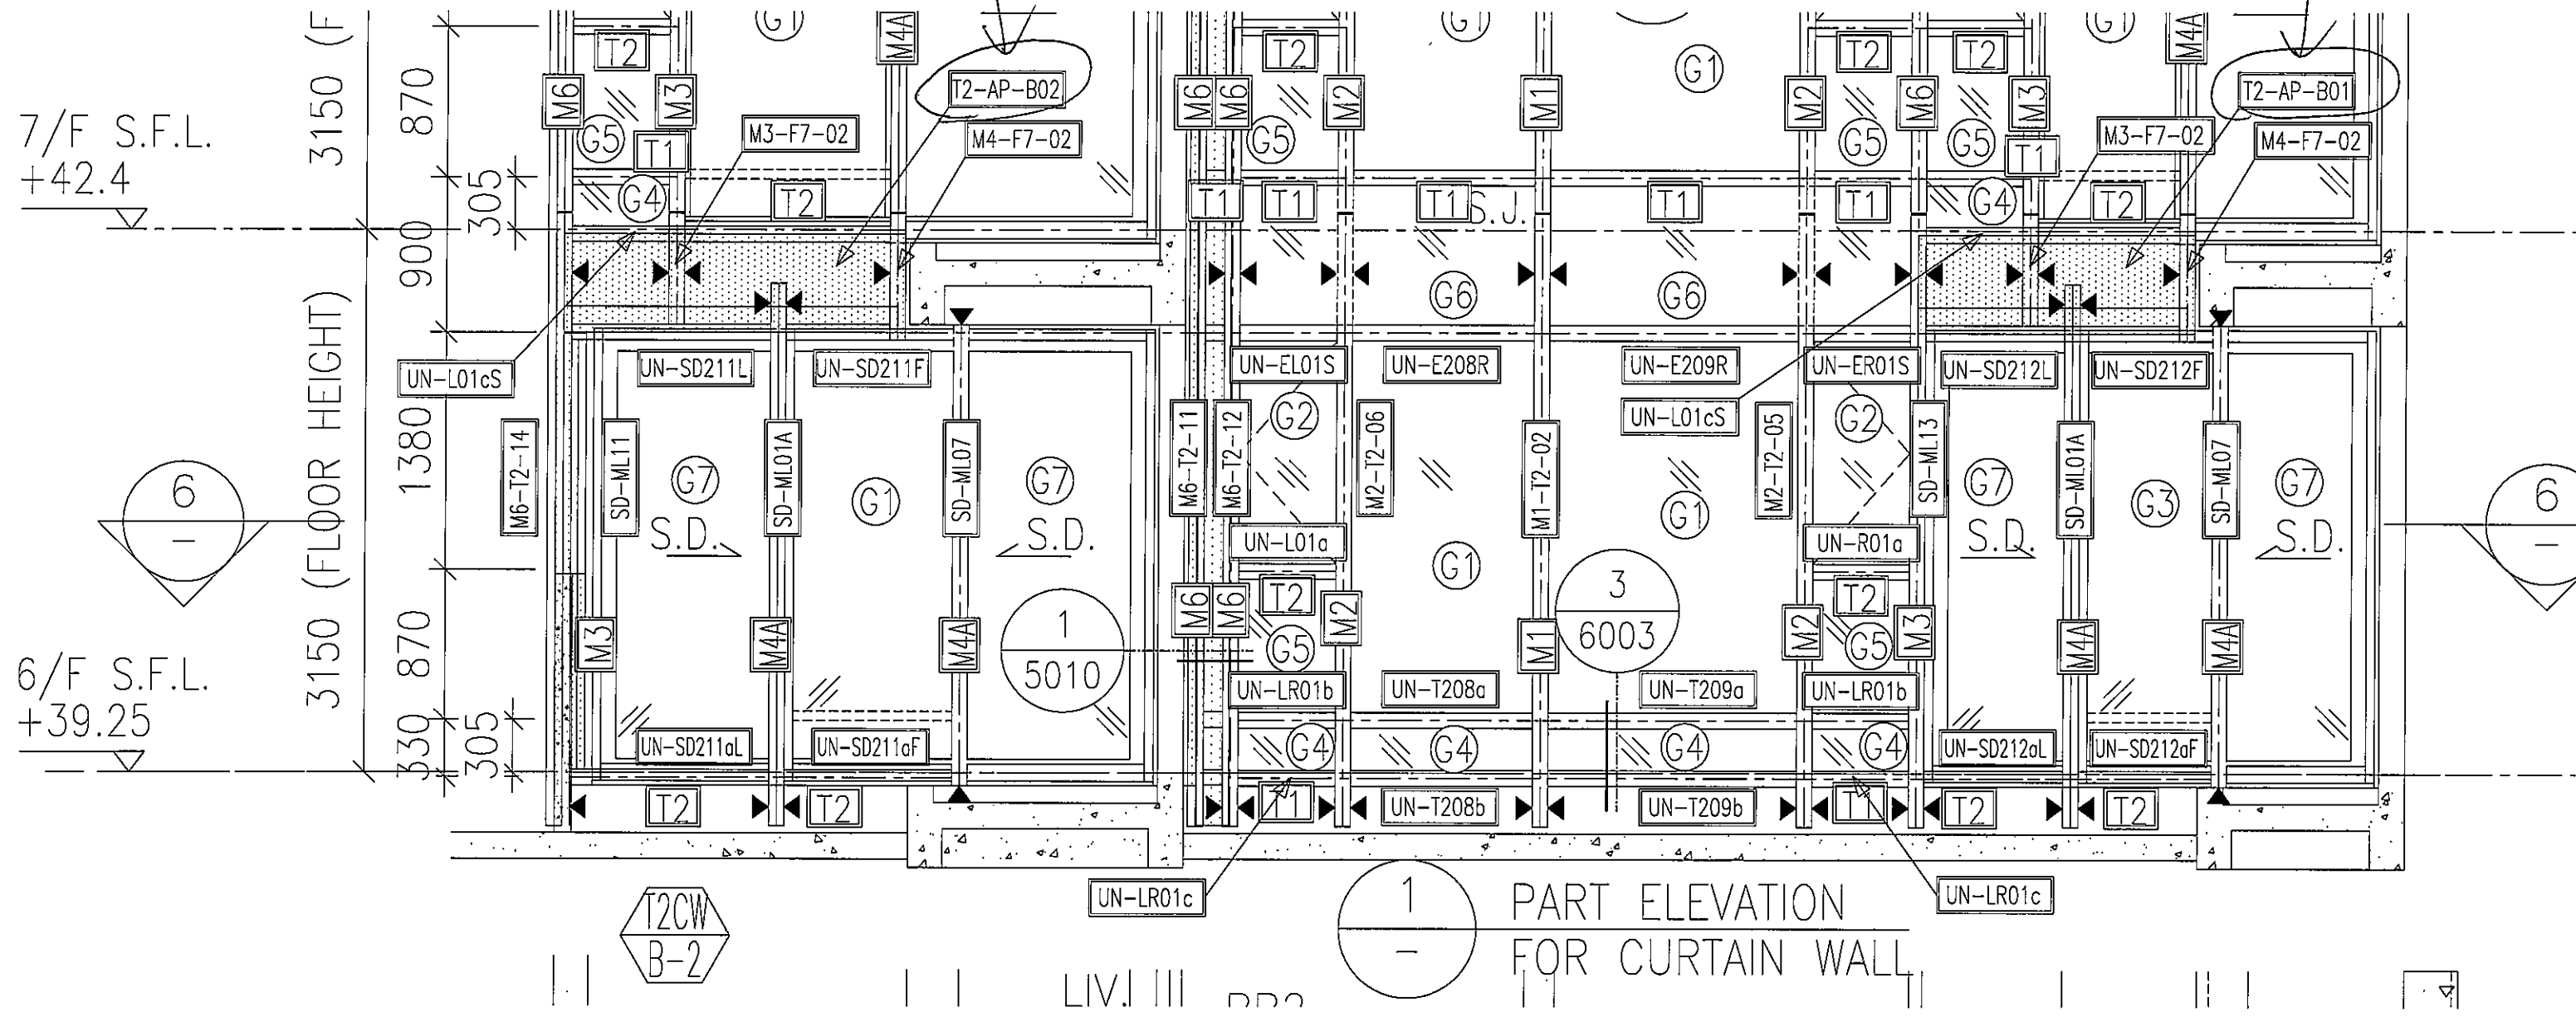 G1
M4A
G1
G1
M4A
T2
T2
T2
T2
3150 (F
870
7/F S.F.L.
+42.4
M6
M3
T2-AP-B02
M6
M6
M2
M1
G1
M2
M6
M3
T2-AP-B01
G5
T1
M3-F7-02
M4-F7-02
G5
G5
G5
T1
M3-F7-02
M4-F7-02
305
G4
T2
T1
T1
T1
S.J.
T1
T1
G4
T2
900
G6
G6
UN-L01cS
UN-SD211L
UN-SD211F
UN-EL01S
UN-E208R
UN-E209R
UN-ER01S
UN-SD212L
UN-SD212F
UN-L01cS
3150 (FLOOR HEIGHT)
1380
M6-T2-14
SD-ML11
SD-ML01A
SD-ML07
M6-T2-11
M6-T2-12
G2
M2-T2-06
M1-T2-02
M2-T2-05
G2
SD-ML13
SD-ML01A
SD-ML07
6
-
G7
S.D.
G1
G7
S.D.
G1
G1
G7
S.D.
G3
G7
S.D.
6
-
UN-L01a
UN-R01a
T2
T2
3
6003
870
M3
M4A
M4A
1
5010
M6
M6
G5
M2
M1
M2
G5
M3
M4A
M4A
6/F S.F.L.
+39.25
UN-LR01b
UN-T208a
UN-T209a
UN-LR01b
330
305
UN-SD211aL
UN-SD211aF
G4
G4
G4
G4
UN-SD212aL
UN-SD212aF
T2
T2
T1
UN-T208b
UN-T209b
T1
T2
T2
UN-LR01c
UN-LR01c
T2CW
B-2
1
-
PART ELEVATION
FOR CURTAIN WALL
LIV.